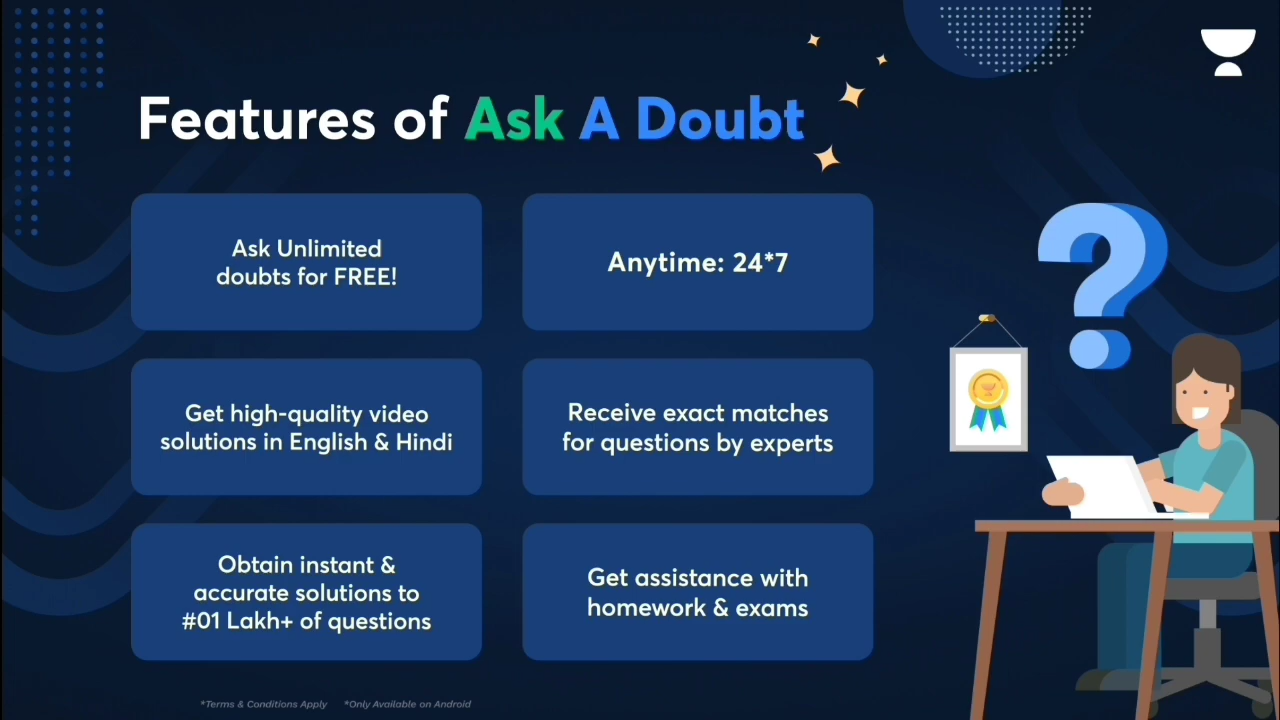 Features of Ask A Doubt
Ask Unlimited
doubts for FREE!
Anytime: 24*7
Get high-quality video
solutions in English & Hindi
Receive exact matches
for questions by experts
Obtain instant &
accurate solutions to
#01 Lakh+ of questions
Get assistance with
homework & exams
*Terms & Conditions Apply *Only Available on Android